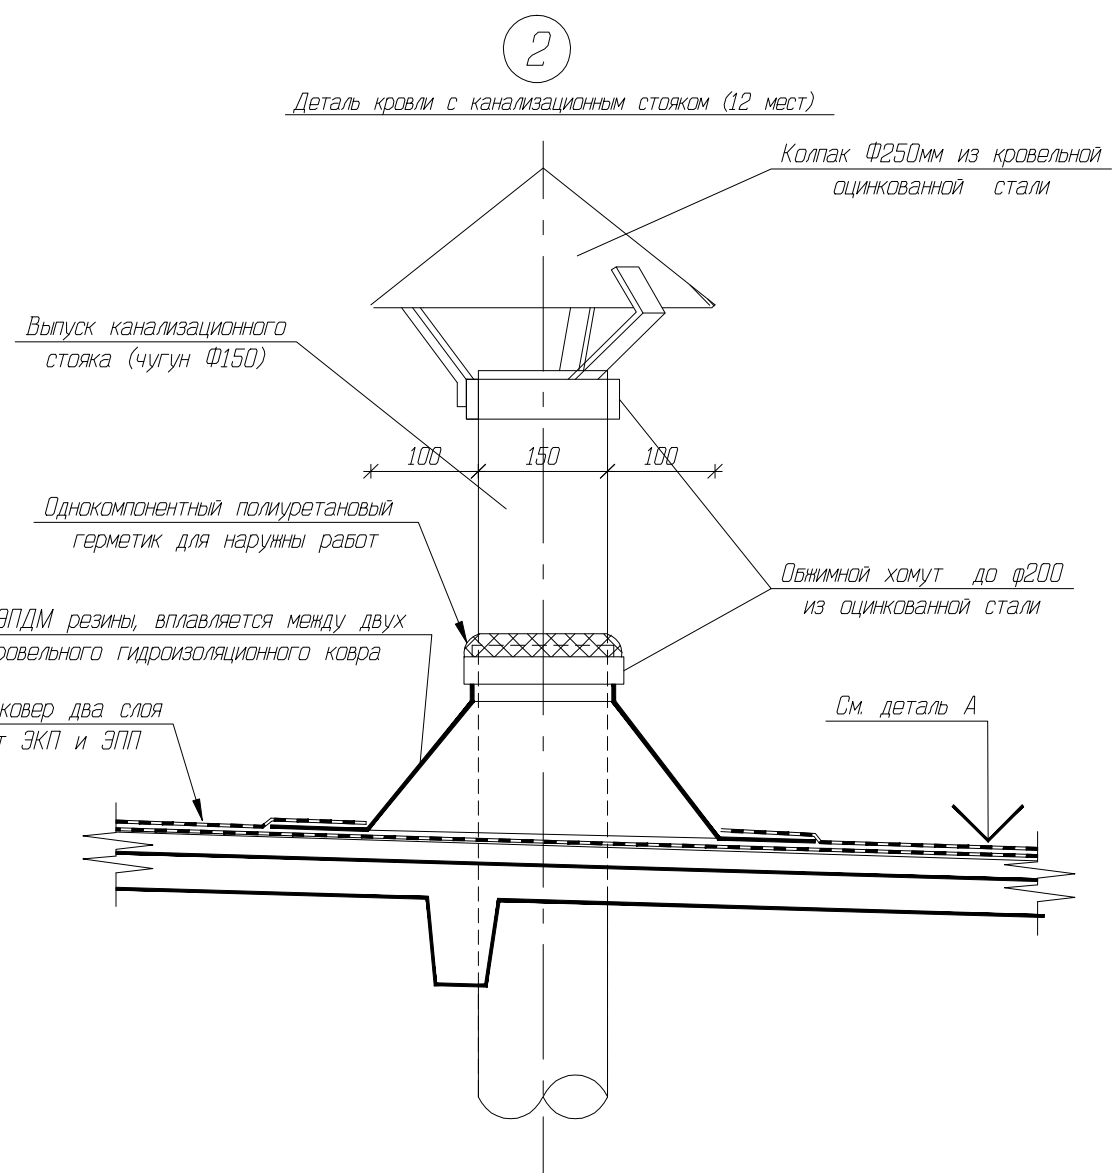 2
Деталь кровли с канализационным стояком (12 мест)
Колпак Ф250мм из кровельной
оцинкованной стали
Выпуск канализационного
стояка (чугун Ф150)
100
150
100
Однокомпонентный полиуретановый
герметик для наружны работ
Обжимной хомут до ф200
из оцинкованной стали
ЭПДМ резины, вплавляется между двух
ровельного гидроизоляционного ковра
ковер два слоя
т ЭКП и ЭПП
См. деталь А